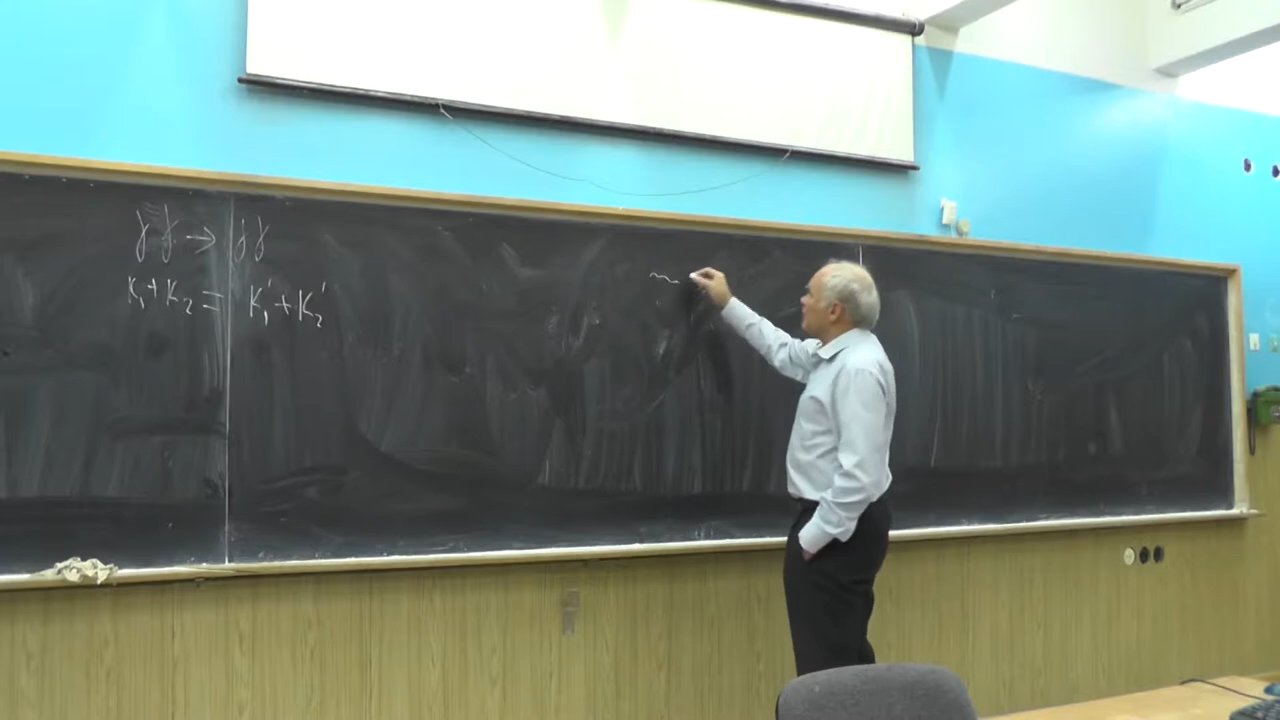 γγ → γγ
K₁ + K₂ = K₁' + K₂'